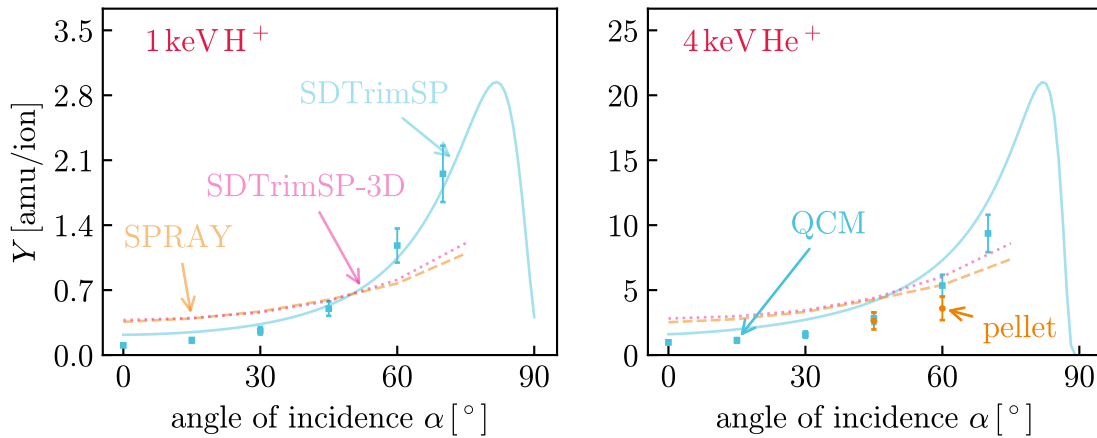 1 keV H⁺
SDTrimSP
SDTrimSP-3D
SPRAY
Y [amu/ion]
3.5
2.8
2.1
1.4
0.7
0.0
0
30
60
90
angle of incidence α [°]
4 keV He⁺
QCM
pellet
25
20
15
10
5
0
0
30
60
90
angle of incidence α [°]